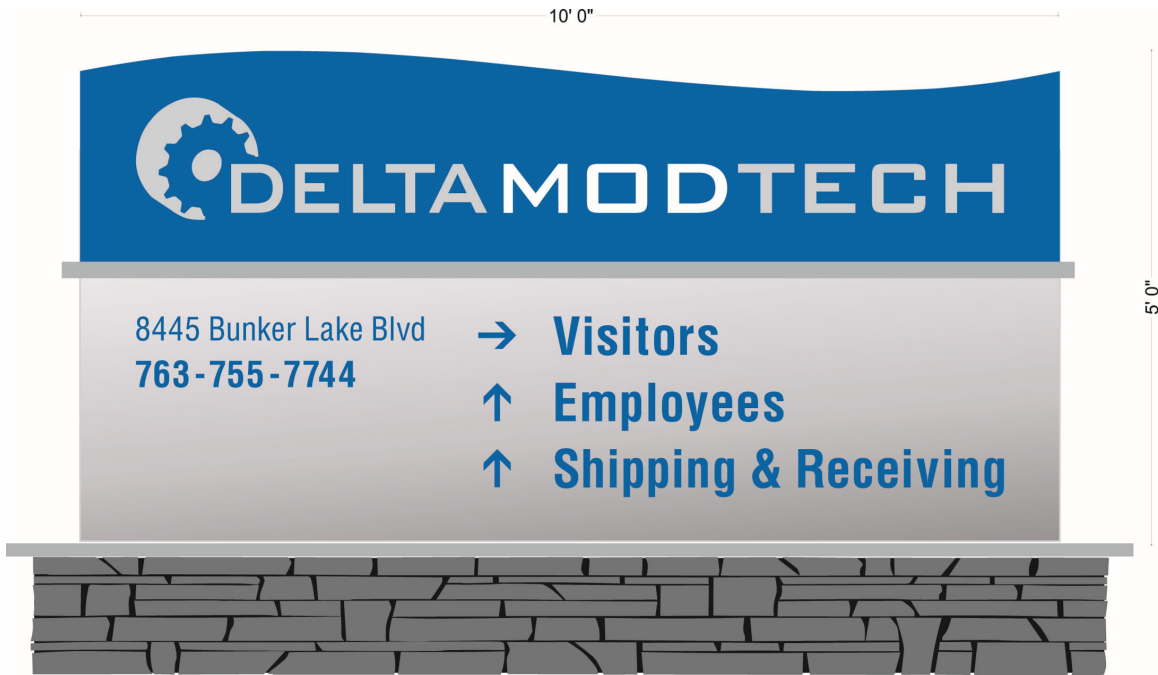 10' 0"
DELTAMODTECH
5' 0"
8445 Bunker Lake Blvd
763-755-7744
→ Visitors
↑ Employees
↑ Shipping & Receiving